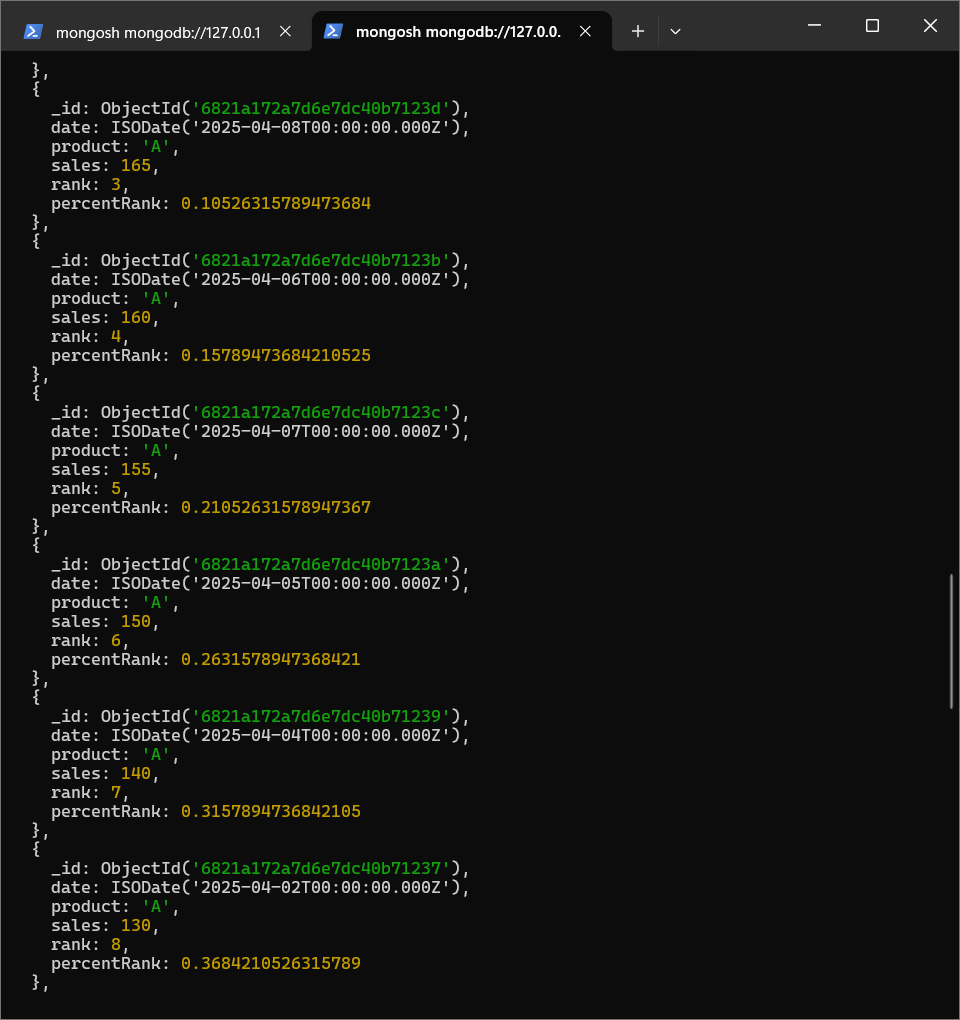 mongosh mongodb://127.0.0.1
mongosh mongodb://127.0.0.
},
{
_id: ObjectId('6821a172a7d6e7dc40b7123d'),
date: ISODate('2025-04-08T00:00:00.000Z'),
product: 'A',
sales: 165,
rank: 3,
percentRank: 0.10526315789473684
},
{
_id: ObjectId('6821a172a7d6e7dc40b7123b'),
date: ISODate('2025-04-06T00:00:00.000Z'),
product: 'A',
sales: 160,
rank: 4,
percentRank: 0.15789473684210525
},
{
_id: ObjectId('6821a172a7d6e7dc40b7123c'),
date: ISODate('2025-04-07T00:00:00.000Z'),
product: 'A',
sales: 155,
rank: 5,
percentRank: 0.21052631578947367
},
{
_id: ObjectId('6821a172a7d6e7dc40b7123a'),
date: ISODate('2025-04-05T00:00:00.000Z'),
product: 'A',
sales: 150,
rank: 6,
percentRank: 0.2631578947368421
},
{
_id: ObjectId('6821a172a7d6e7dc40b71239'),
date: ISODate('2025-04-04T00:00:00.000Z'),
product: 'A',
sales: 140,
rank: 7,
percentRank: 0.3157894736842105
},
{
_id: ObjectId('6821a172a7d6e7dc40b71237'),
date: ISODate('2025-04-02T00:00:00.000Z'),
product: 'A',
sales: 130,
rank: 8,
percentRank: 0.3684210526315789
},